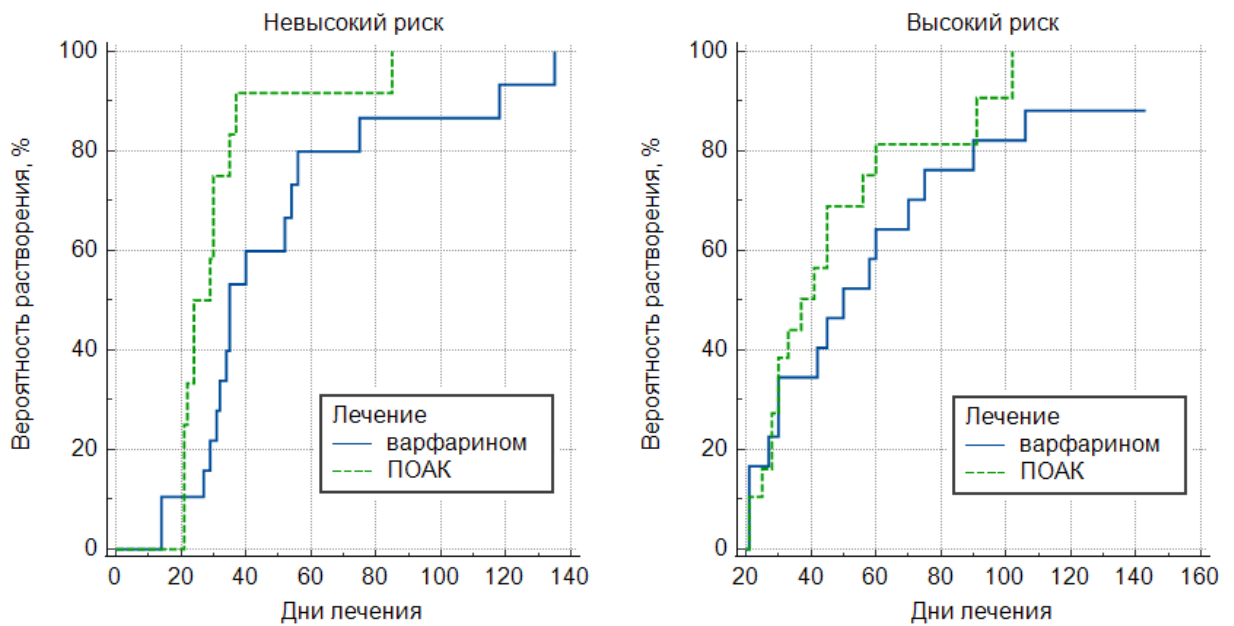 Невысокий риск
Вероятность растворения, %
100
80
60
40
20
0
0 20 40 60 80 100 120 140
Дни лечения
Лечение
варфарином
ПОАК
Высокий риск
Вероятность растворения, %
100
80
60
40
20
0
20 40 60 80 100 120 140 160
Дни лечения
Лечение
варфарином
ПОАК